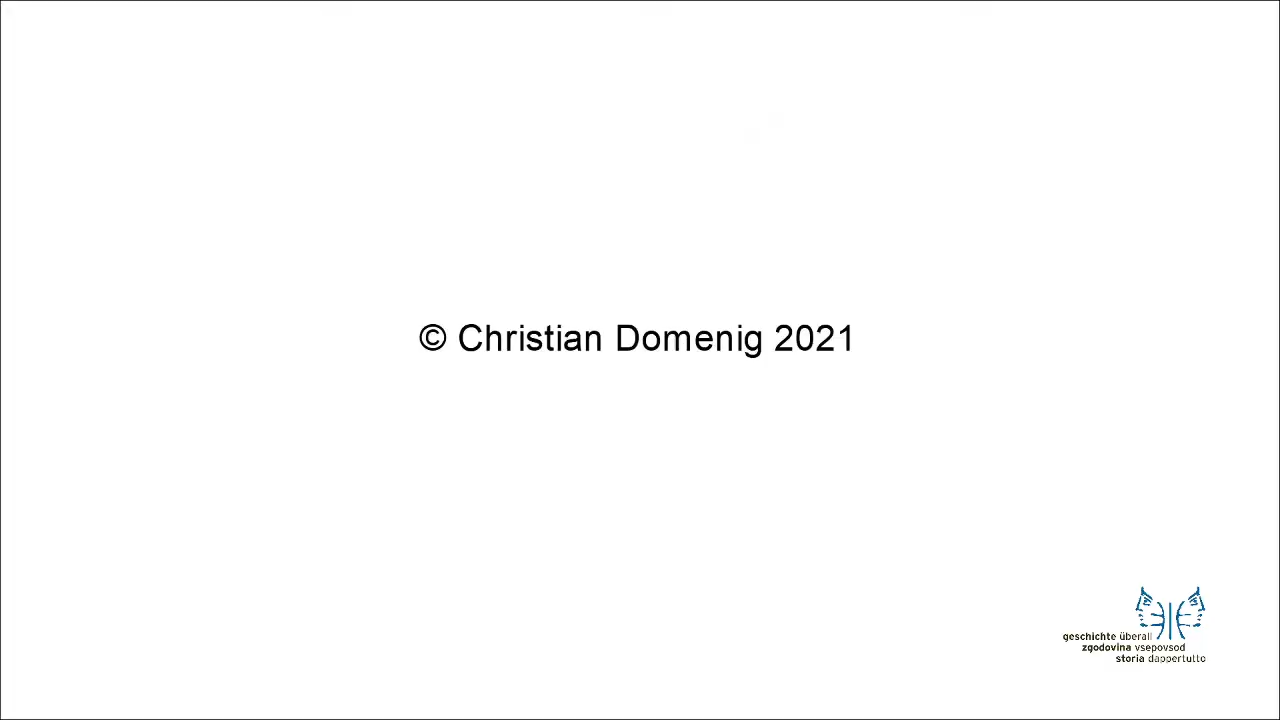 © Christian Domenig 2021
geschichte überall
zgodovina vsepovsod
storia dappertutto